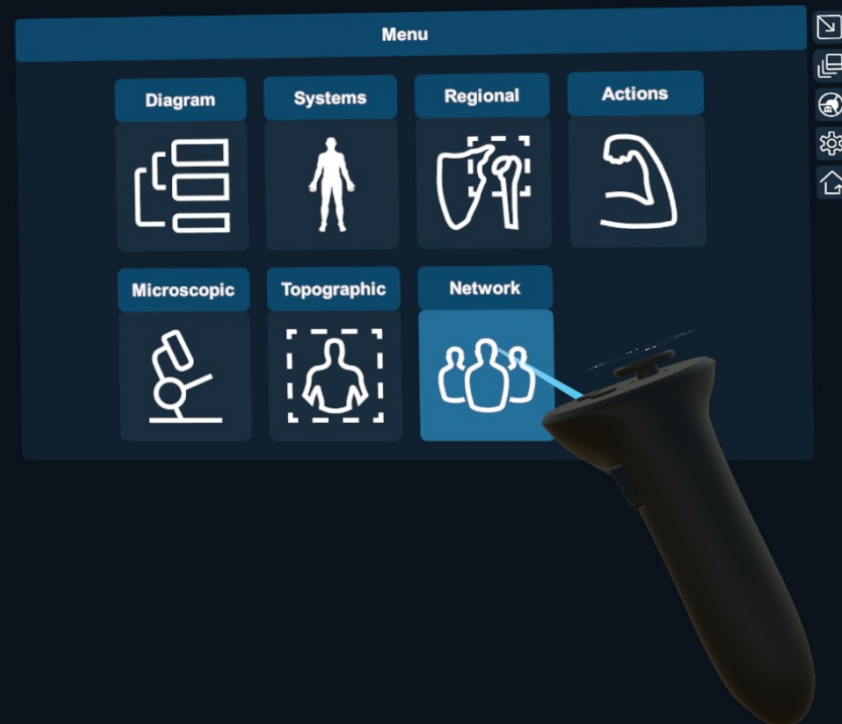 Menu
Diagram
Systems
Regional
Actions
Microscopic
Topographic
Network